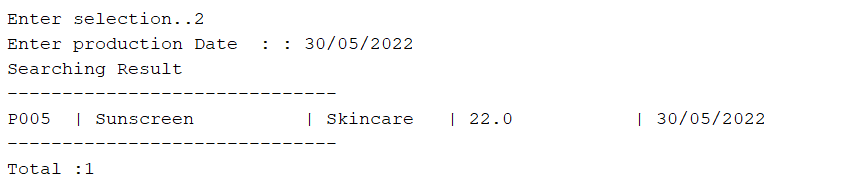 Enter selection..2
Enter production Date  : : 30/05/2022
Searching Result
------------------------------
P005  | Sunscreen          | Skincare   | 22.0           | 30/05/2022
------------------------------
Total :1